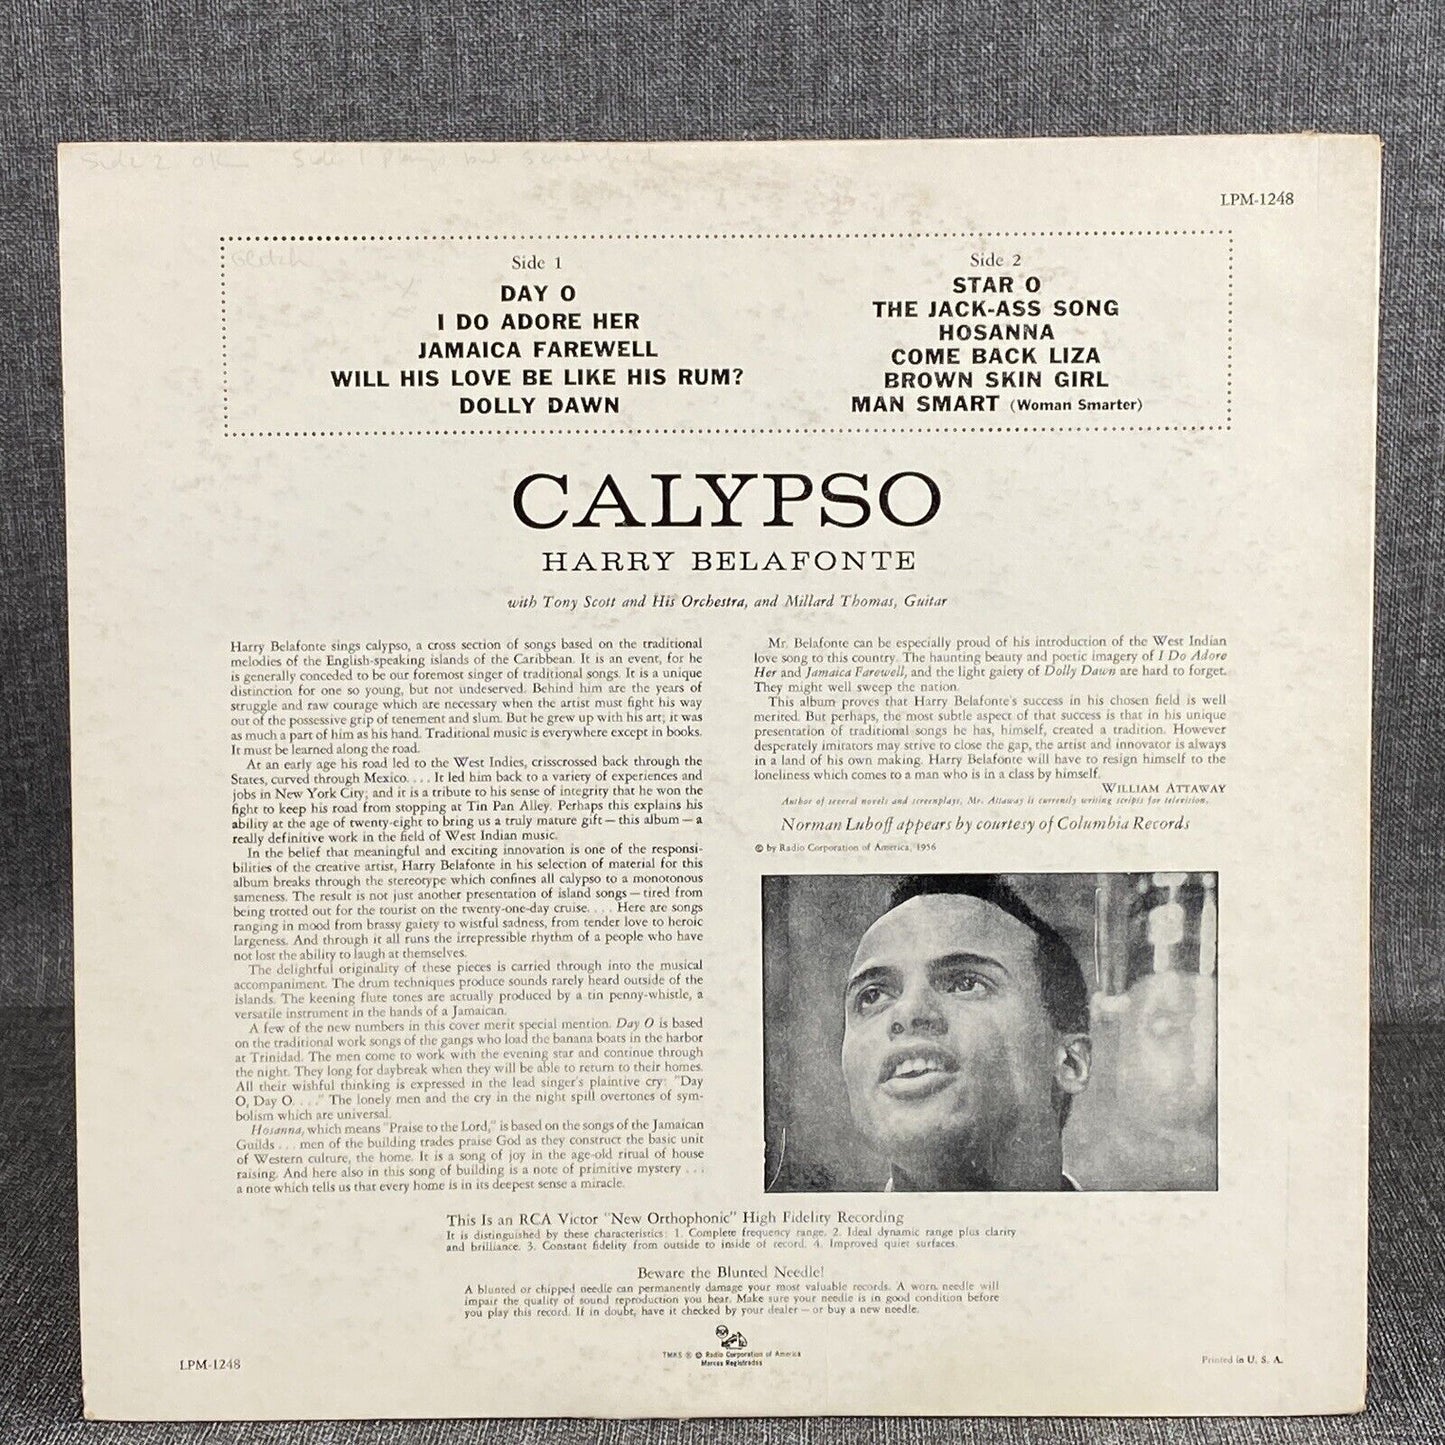 Side 2 OK Side 1 plays but scratched
LPM-1248
Glitch
Side 1
DAY O
I DO ADORE HER
JAMAICA FAREWELL
WILL HIS LOVE BE LIKE HIS RUM?
DOLLY DAWN
Side 2
STAR O
THE JACK-ASS SONG
HOSANNA
COME BACK LIZA
BROWN SKIN GIRL
MAN SMART (Woman Smarter)
CALYPSO
HARRY BELAFONTE
with Tony Scott and His Orchestra, and Millard Thomas, Guitar
Harry Belafonte sings calypso, a cross section of songs based on the traditional
melodies of the English-speaking islands of the Caribbean. It is an event, for he
is generally conceded to be our foremost singer of traditional songs. It is a unique
distinction for one so young, but not undeserved. Behind him are the years of
struggle and raw courage which are necessary when the artist must fight his way
out of the possessive grip of tenement and slum. But he grew up with his art; it was
as much a part of him as his hand. Traditional music is everywhere except in books.
It must be learned along the road.
At an early age his road led to the West Indies, crisscrossed back through the
States, curved through Mexico. . . . It led him back to a variety of experiences and
jobs in New York City; and it is a tribute to his sense of integrity that he won the
fight to keep his road from stopping at Tin Pan Alley. Perhaps this explains his
ability at the age of twenty-eight to bring us a truly mature gift—this album—a
really definitive work in the field of West Indian music.
In the belief that meaningful and exciting innovation is one of the responsi-
bilities of the creative artist, Harry Belafonte in his selection of material for this
album breaks through the stereotype which confines all calypso to a monotonous
sameness. The result is not just another presentation of island songs—tired from
being trotted out for the tourist on the twenty-one-day cruise. . . . Here are songs
ranging in mood from brassy gaiety to wistful sadness, from tender love to heroic
largeness. And through it all runs the irrepressible rhythm of a people who have
not lost the ability to laugh at themselves.
The delightful originality of these pieces is carried through into the musical
accompaniment. The drum techniques produce sounds rarely heard outside of the
islands. The keening flute tones are actually produced by a tin penny-whistle, a
versatile instrument in the hands of a Jamaican.
A few of the new numbers in this cover merit special mention. Day O is based
on the traditional work songs of the gangs who load the banana boats in the harbor
at Trinidad. The men come to work with the evening star and continue through
the night. They long for daybreak when they will be able to return to their homes.
All their wishful thinking is expressed in the lead singer's plaintive cry: "Day
O, Day O. . . ." The lonely men and the cry in the night spill overtones of sym-
bolism which are universal.
Hosanna, which means "Praise to the Lord," is based on the songs of the Jamaican
Guilds . . . men of the building trades praise God as they construct the basic unit
of Western culture, the home. It is a song of joy in the age-old ritual of house
raising. And here also in this song of building is a note of primitive mystery . . .
a note which tells us that every home is in its deepest sense a miracle.
Mr. Belafonte can be especially proud of his introduction of the West Indian
love song to this country. The haunting beauty and poetic imagery of I Do Adore
Her and Jamaica Farewell, and the light gaiety of Dolly Dawn are hard to forget.
They might well sweep the nation.
This album proves that Harry Belafonte's success in his chosen field is well
merited. But perhaps, the most subtle aspect of that success is that in his unique
presentation of traditional songs he has, himself, created a tradition. However
desperately imitators may strive to close the gap, the artist and innovator is always
in a land of his own making. Harry Belafonte will have to resign himself to the
loneliness which comes to a man who is in a class by himself.
WILLIAM ATTAWAY
Author of several novels and screenplays, Mr. Attaway is currently writing scripts for television.
Norman Luboff appears by courtesy of Columbia Records
© by Radio Corporation of America, 1956
This Is an RCA Victor "New Orthophonic" High Fidelity Recording
It is distinguished by these characteristics: 1. Complete frequency range. 2. Ideal dynamic range plus clarity
and brilliance. 3. Constant fidelity from outside to inside of record. 4. Improved quiet surfaces.
Beware the Blunted Needle!
A blunted or chipped needle can permanently damage your most valuable records. A worn needle will
impair the quality of sound reproduction you hear. Make sure your needle is in good condition before
you play this record. If in doubt, have it checked by your dealer—or buy a new needle.
TMKS ® © Radio Corporation of America
Marcas Registradas
LPM-1248
Printed in U. S. A.